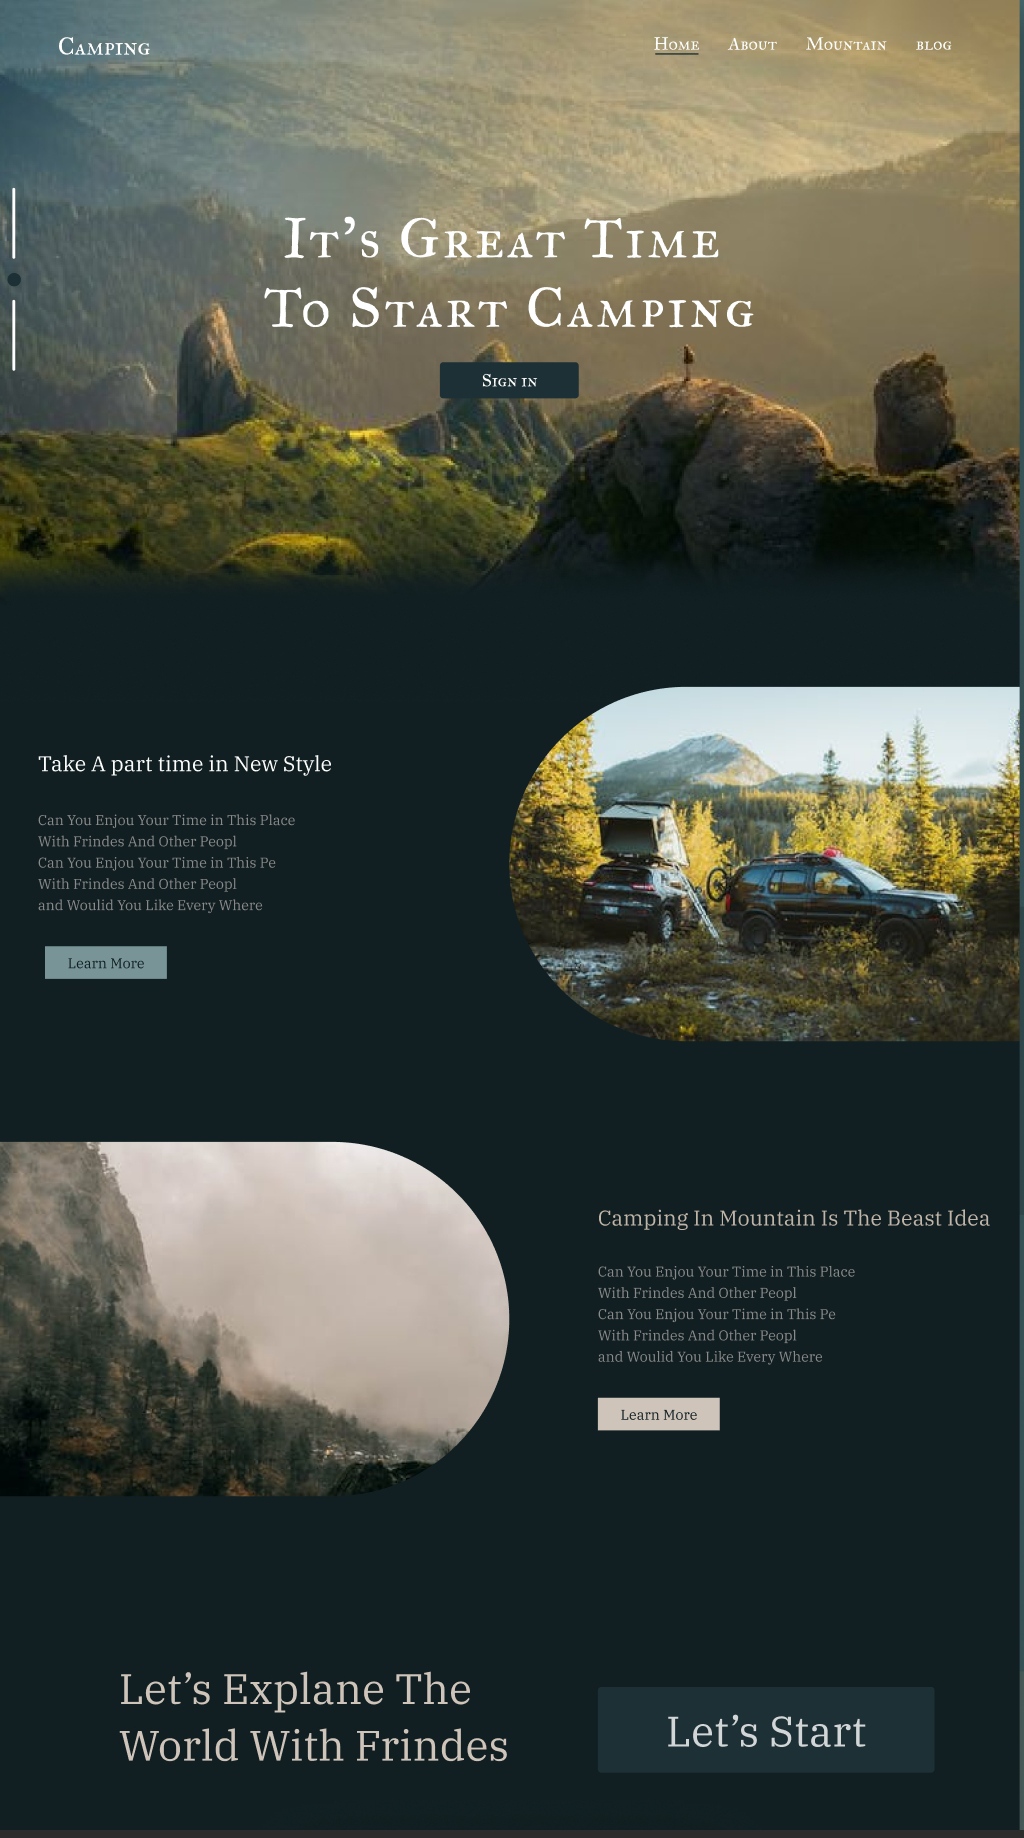 Camping
Home About Mountain blog
It's Great Time
To Start Camping
Sign in
Take A part time in New Style
Can You Enjou Your Time in This Place
With Frindes And Other Peopl
Can You Enjou Your Time in This Pe
With Frindes And Other Peopl
and Woulid You Like Every Where
Learn More
Camping In Mountain Is The Beast Idea
Can You Enjou Your Time in This Place
With Frindes And Other Peopl
Can You Enjou Your Time in This Pe
With Frindes And Other Peopl
and Woulid You Like Every Where
Learn More
Let's Explane The
World With Frindes
Let's Start